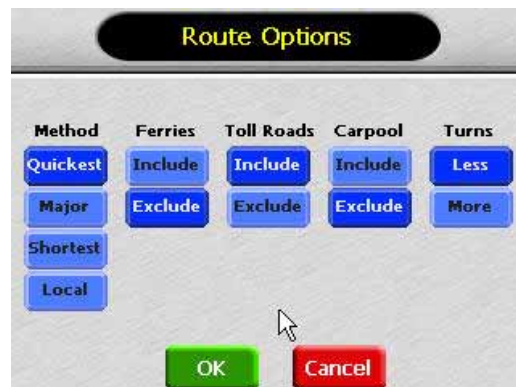 Route Options
Method Ferries Toll Roads Carpool Turns
Quickest Include Include Include Less
Major Exclude Exclude Exclude More
Shortest
Local
OK Cancel